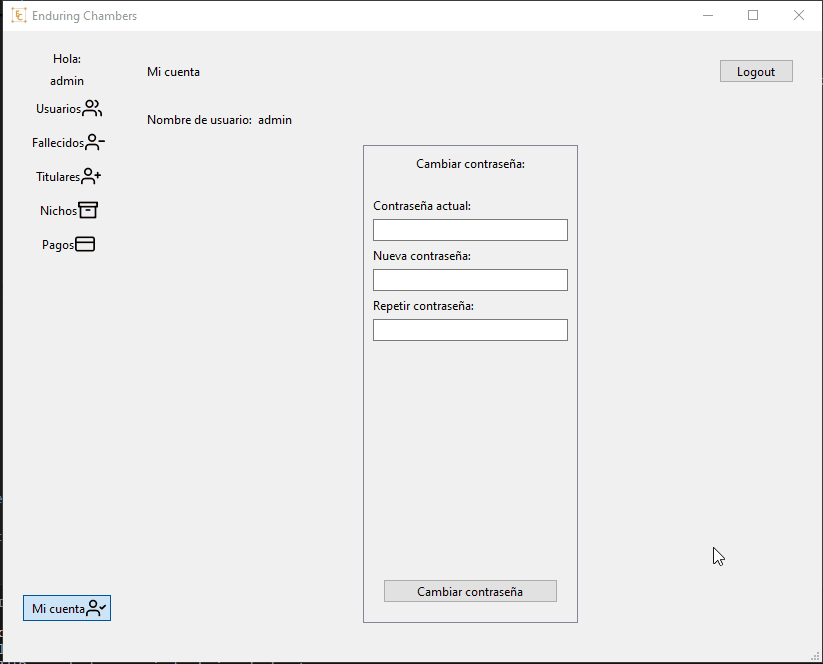 Enduring Chambers
Hola:
admin
Mi cuenta
Logout
Usuarios
Nombre de usuario: admin
Fallecidos
Titulares
Nichos
Pagos
Cambiar contraseña:
Contraseña actual:
Nueva contraseña:
Repetir contraseña:
Cambiar contraseña
Mi cuenta